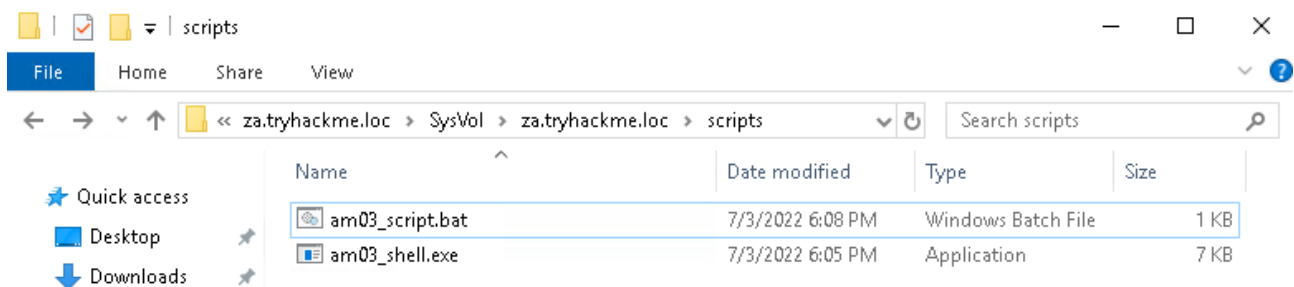 scripts
File Home Share View
« za.tryhackme.loc > SysVol > za.tryhackme.loc > scripts Search scripts
Name Date modified Type Size
Quick access
am03_script.bat 7/3/2022 6:08 PM Windows Batch File 1 KB
Desktop
am03_shell.exe 7/3/2022 6:05 PM Application 7 KB
Downloads